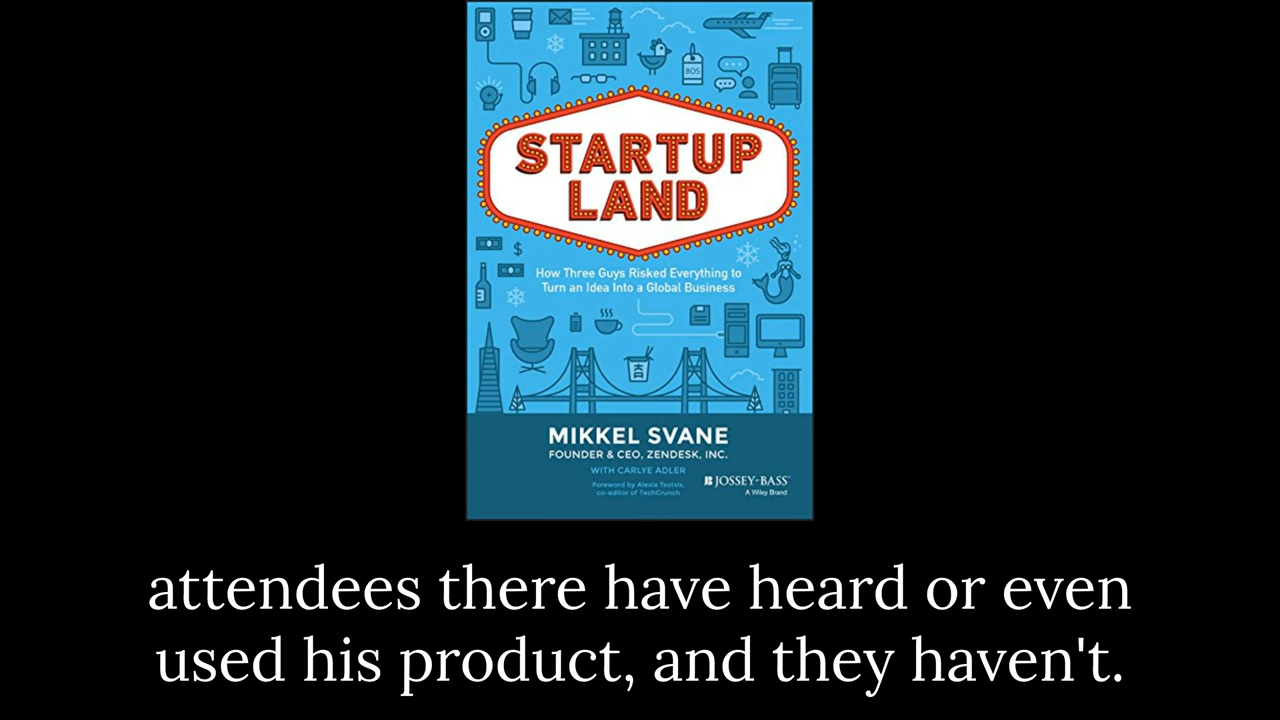 BOS
STARTUP
LAND
$
How Three Guys Risked Everything to
Turn an Idea Into a Global Business
MIKKEL SVANE
FOUNDER & CEO, ZENDESK, INC.
WITH CARLYE ADLER
Foreword by Alexia Tsotsis,
co-editor of TechCrunch
JOSSEY-BASS™
A Wiley Brand
attendees there have heard or even
used his product, and they haven't.